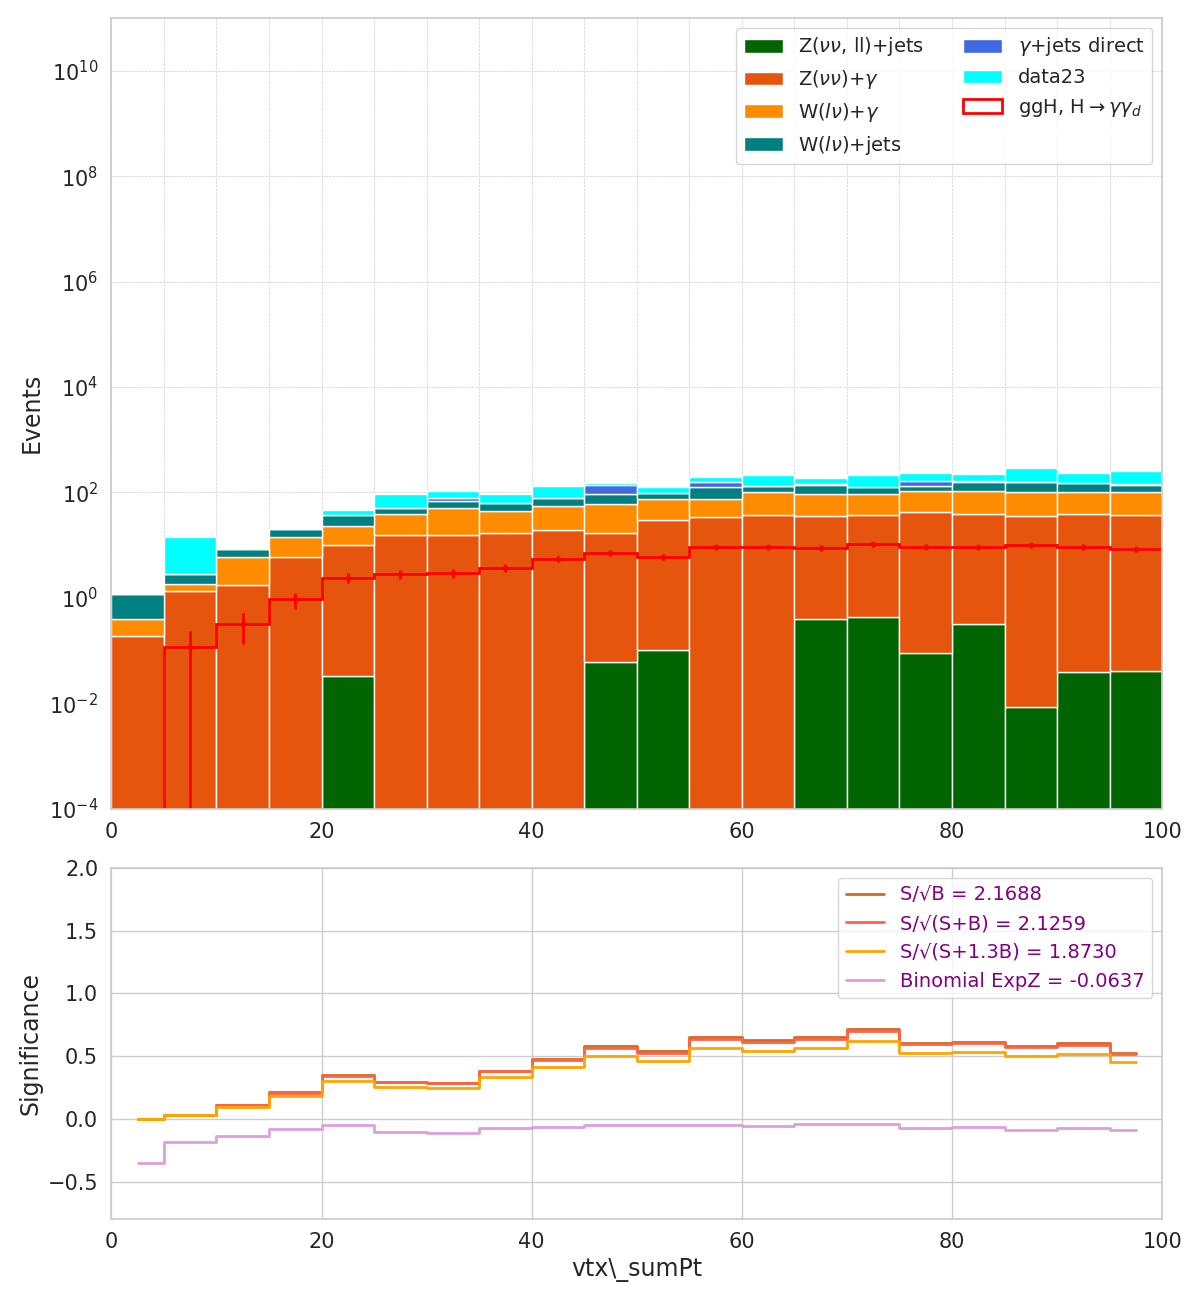 Z(νν, ll)+jets
Z(νν)+γ
W(lν)+γ
W(lν)+jets
γ+jets direct
data23
ggH, H→γγ_d
10^10
10^8
10^6
10^4
10^2
10^0
10^−2
10^−4
Events
0 20 40 60 80 100
S/√B = 2.1688
S/√(S+B) = 2.1259
S/√(S+1.3B) = 1.8730
Binomial ExpZ = -0.0637
2.0
1.5
1.0
0.5
0.0
−0.5
Significance
0 20 40 60 80 100
vtx\_sumPt